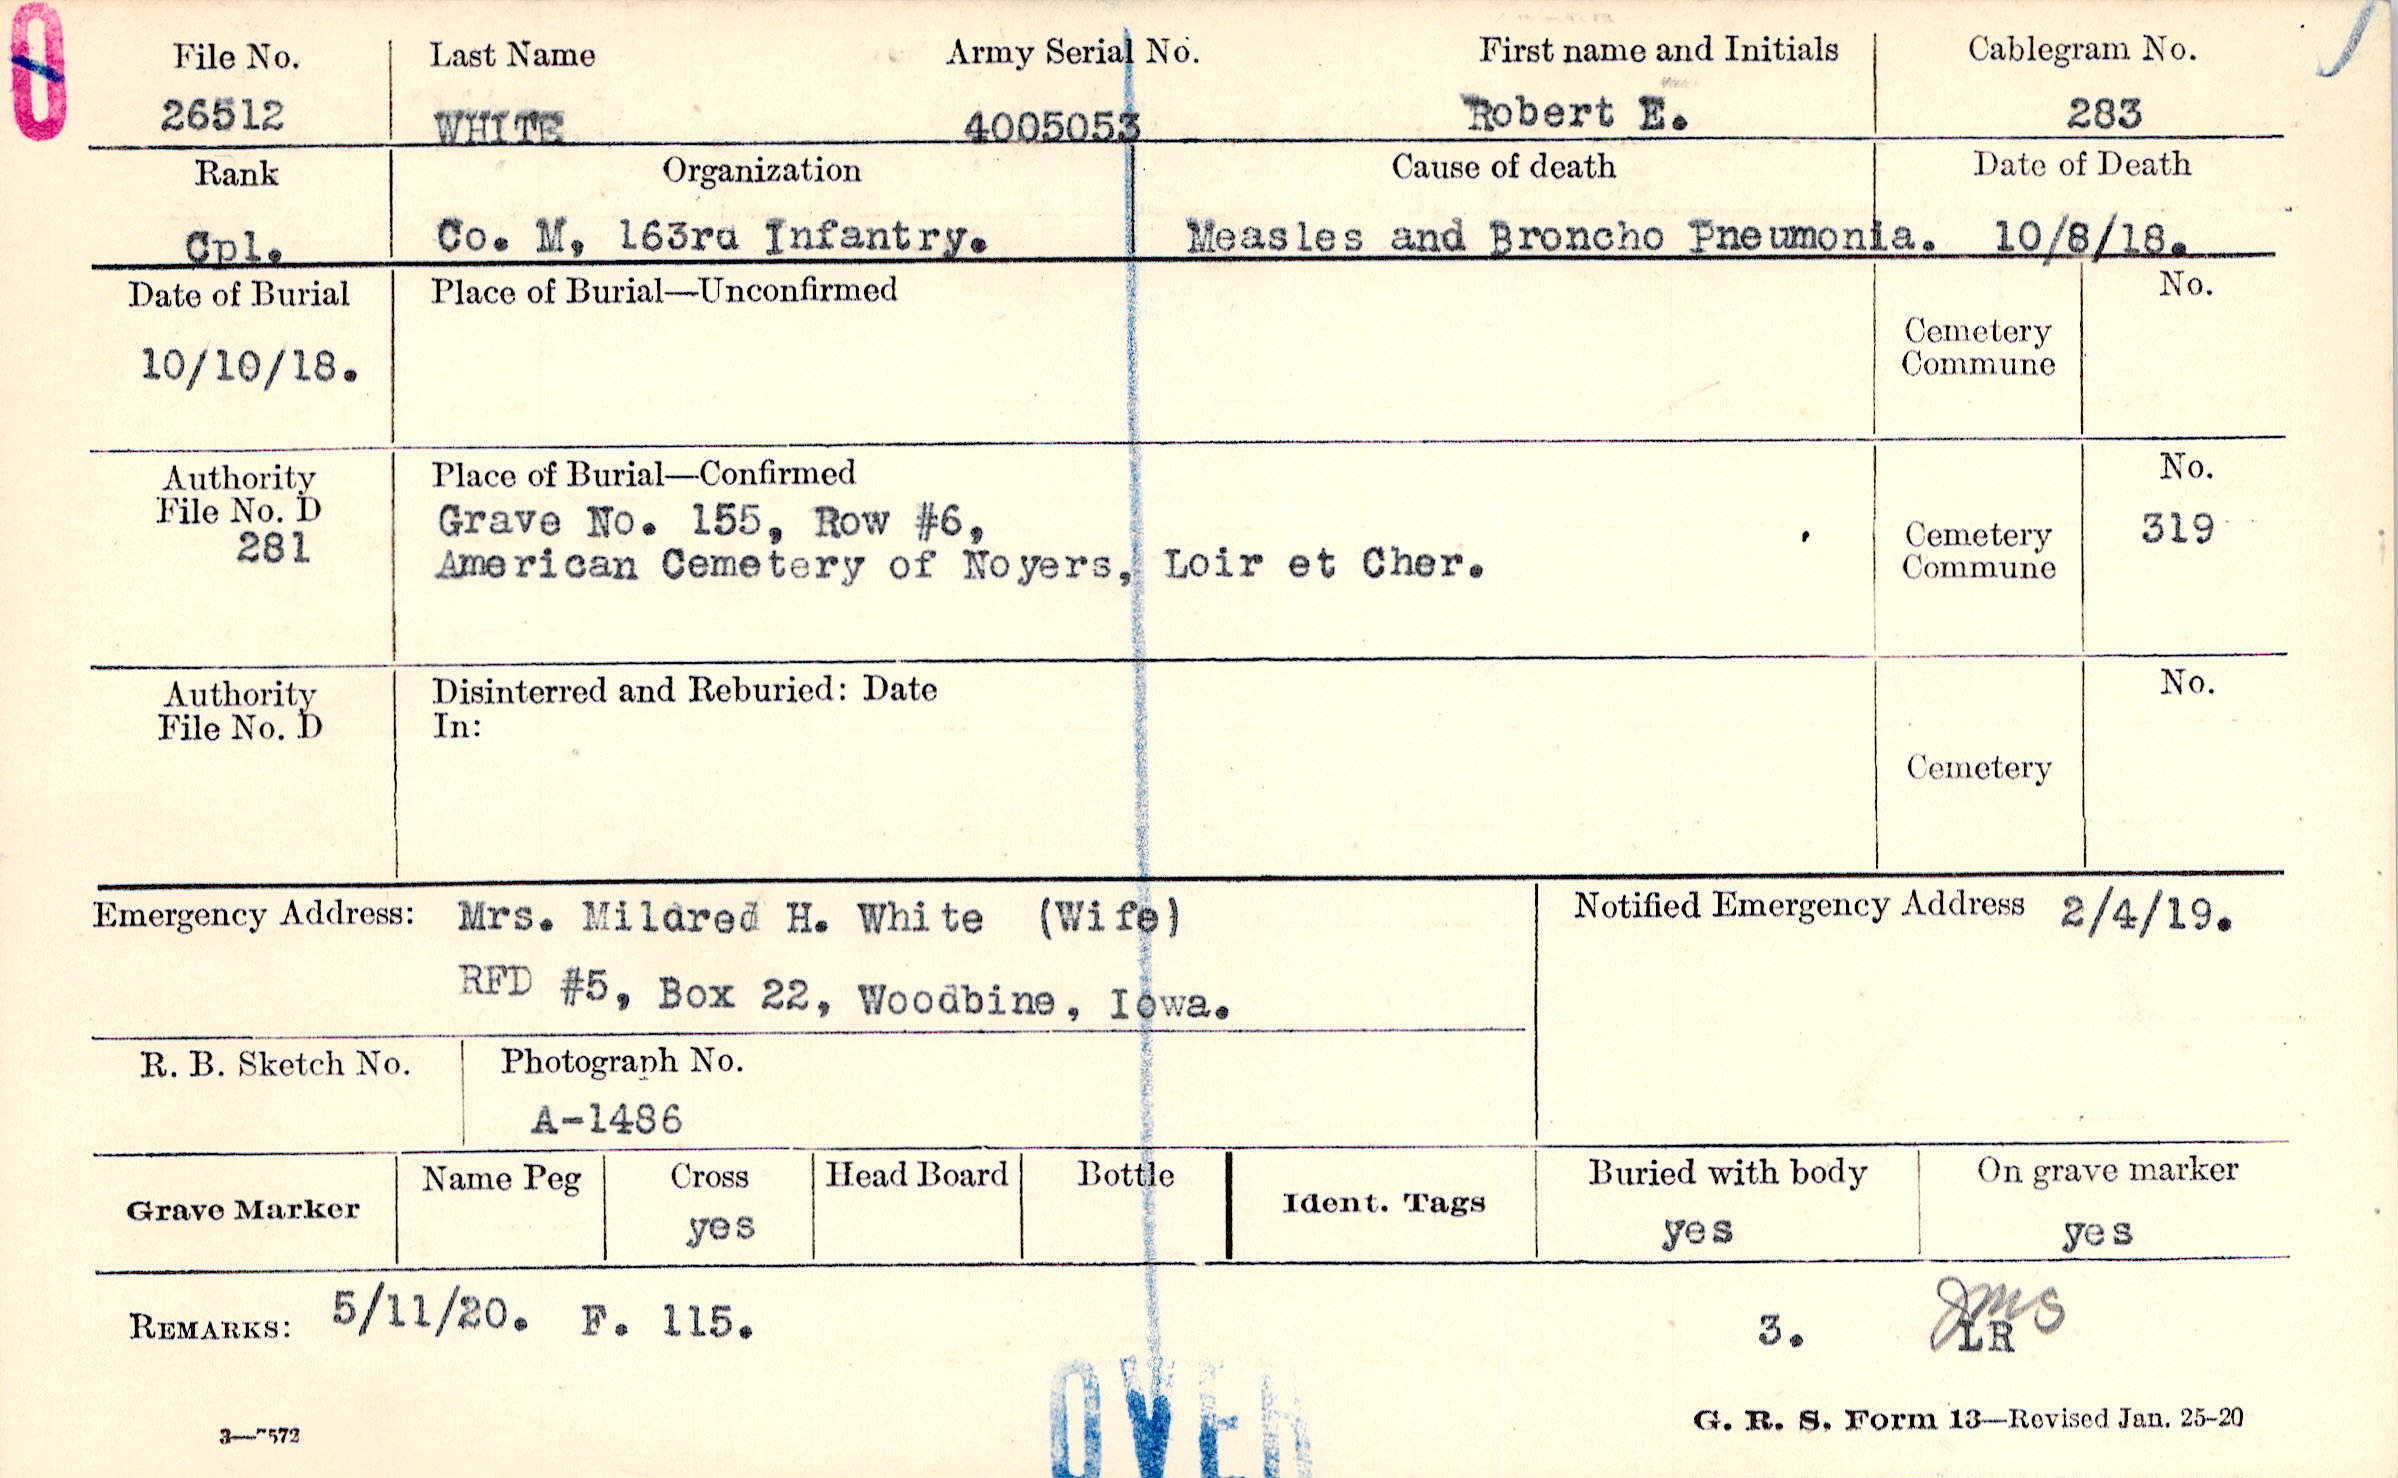 0
File No. Last Name Army Serial No. First name and Initials Cablegram No.
26512 WHITE 4005053 Robert E. 283
Rank Organization Cause of death Date of Death
Cpl. Co. M, 163rd Infantry. Measles and Broncho Pneumonia. 10/8/18.
Date of Burial Place of Burial—Unconfirmed No.
Cemetery
Commune
10/10/18.
Authority Place of Burial—Confirmed No.
File No. D Grave No. 155, Row #6, Cemetery 319
281 American Cemetery of Noyers, Loir et Cher. Commune
Authority Disinterred and Reburied: Date No.
File No. D In:
Cemetery
Emergency Address: Mrs. Mildred H. White (Wife) Notified Emergency Address 2/4/19.
RFD #5, Box 22, Woodbine, Iowa.
R. B. Sketch No. Photograph No.
A-1486
Grave Marker Name Peg Cross Head Board Bottle Ident. Tags Buried with body On grave marker
yes yes yes
REMARKS: 5/11/20. F. 115. 3. LR
3—7572 OVER G. R. S. Form 13—Revised Jan. 25-20